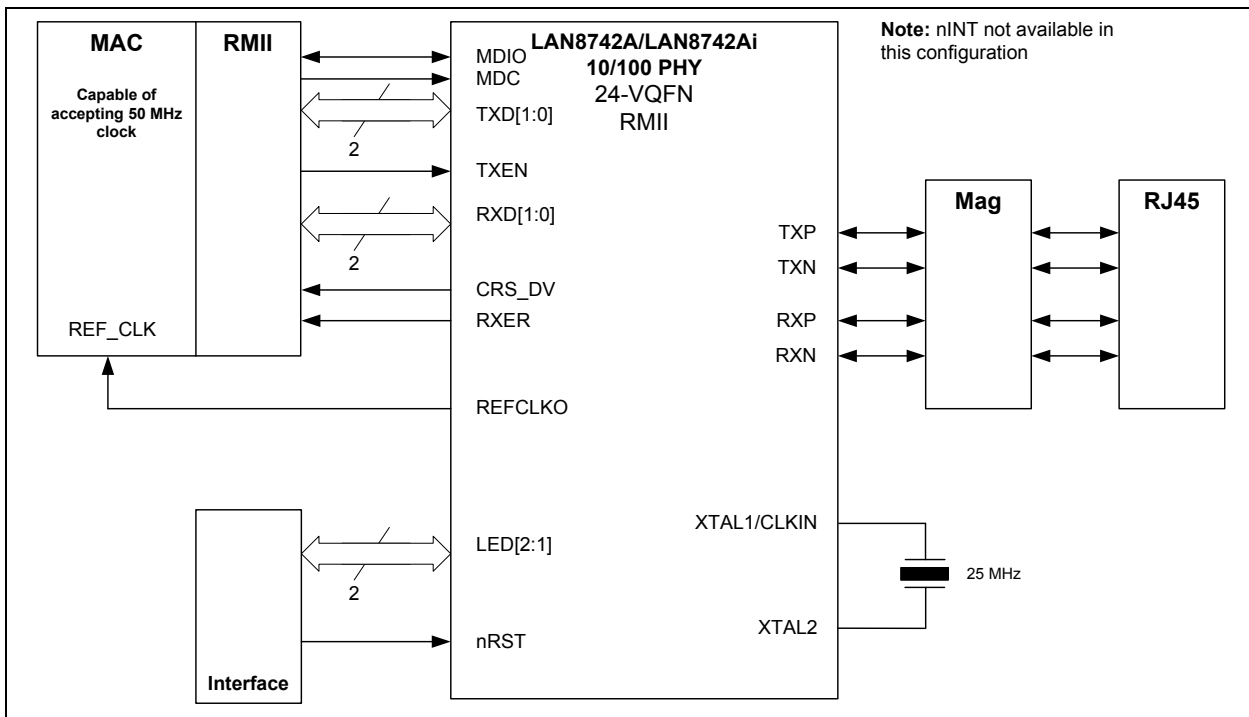 MAC
RMII
Capable of
accepting 50 MHz
clock
REF_CLK
LAN8742A/LAN8742Ai
10/100 PHY
24-VQFN
RMII
MDIO
MDC
TXD[1:0]
2
TXEN
RXD[1:0]
2
CRS_DV
RXER
REFCLKO
LED[2:1]
2
nRST
Interface
TXP
TXN
RXP
RXN
XTAL1/CLKIN
XTAL2
25 MHz
Mag
RJ45
Note: nINT not available in
this configuration